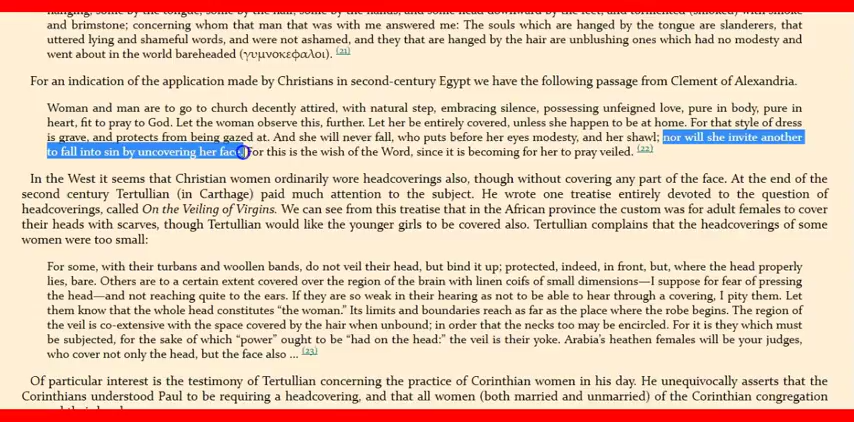 hanging, some by the tongue, some by the hair, some by the hands, and some head downward by the feet, and tormented (smoked) with smoke
and brimstone; concerning whom that man that was with me answered me: The souls which are hanged by the tongue are slanderers, that
uttered lying and shameful words, and were not ashamed, and they that are hanged by the hair are unblushing ones which had no modesty and
went about in the world bareheaded (γυμνοκεφαλοι). (21)
For an indication of the application made by Christians in second-century Egypt we have the following passage from Clement of Alexandria.
Woman and man are to go to church decently attired, with natural step, embracing silence, possessing unfeigned love, pure in body, pure in
heart, fit to pray to God. Let the woman observe this, further. Let her be entirely covered, unless she happen to be at home. For that style of dress
is grave, and protects from being gazed at. And she will never fall, who puts before her eyes modesty, and her shawl; nor will she invite another
to fall into sin by uncovering her face. For this is the wish of the Word, since it is becoming for her to pray veiled. (22)
In the West it seems that Christian women ordinarily wore headcoverings also, though without covering any part of the face. At the end of the
second century Tertullian (in Carthage) paid much attention to the subject. He wrote one treatise entirely devoted to the question of
headcoverings, called On the Veiling of Virgins. We can see from this treatise that in the African province the custom was for adult females to cover
their heads with scarves, though Tertullian would like the younger girls to be covered also. Tertullian complains that the headcoverings of some
women were too small:
For some, with their turbans and woollen bands, do not veil their head, but bind it up; protected, indeed, in front, but, where the head properly
lies, bare. Others are to a certain extent covered over the region of the brain with linen coifs of small dimensions—I suppose for fear of pressing
the head—and not reaching quite to the ears. If they are so weak in their hearing as not to be able to hear through a covering, I pity them. Let
them know that the whole head constitutes “the woman.” Its limits and boundaries reach as far as the place where the robe begins. The region of
the veil is co-extensive with the space covered by the hair when unbound; in order that the necks too may be encircled. For it is they which must
be subjected, for the sake of which “power” ought to be “had on the head:” the veil is their yoke. Arabia’s heathen females will be your judges,
who cover not only the head, but the face also ... (23)
Of particular interest is the testimony of Tertullian concerning the practice of Corinthian women in his day. He unequivocally asserts that the
Corinthians understood Paul to be requiring a headcovering, and that all women (both married and unmarried) of the Corinthian congregation